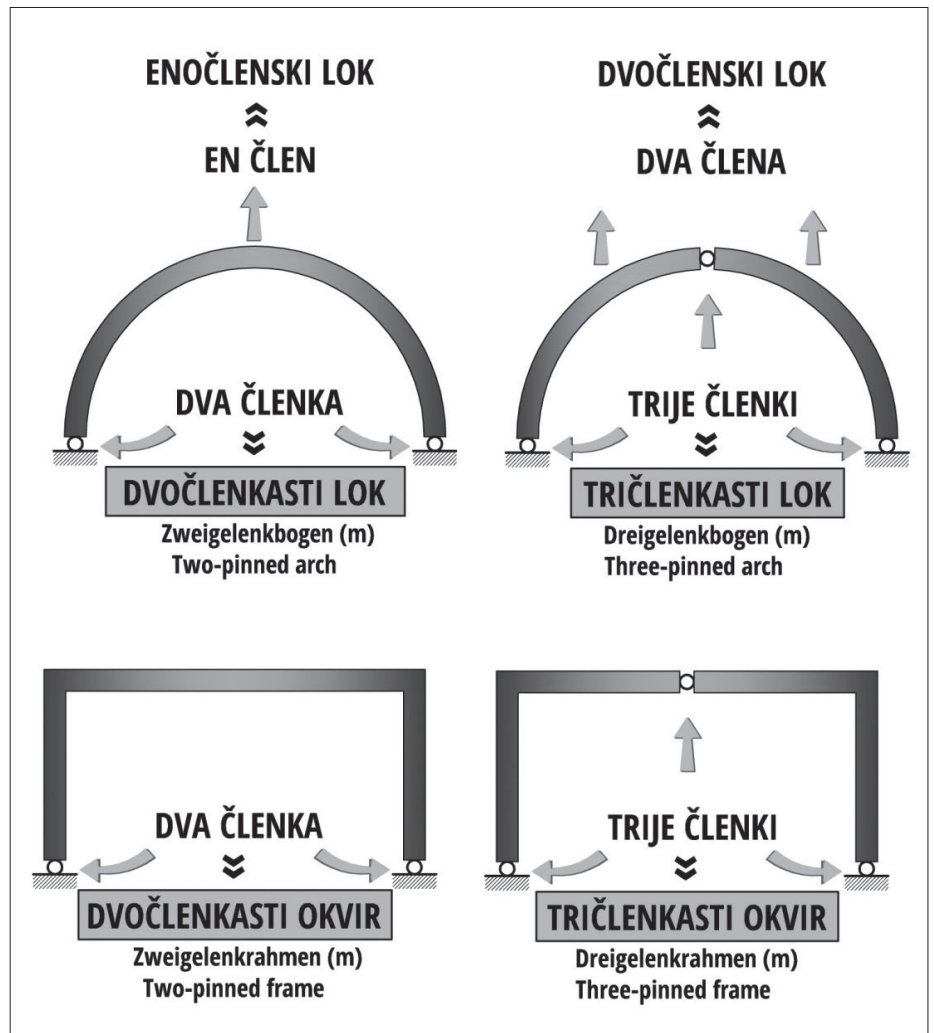 ENOČLENSKI LOK
EN ČLEN
DVA ČLENKA
DVOČLENKASTI LOK
Zweigelenkbogen (m)
Two-pinned arch
DVOČLENSKI LOK
DVA ČLENA
TRIJE ČLENKI
TRIČLENKASTI LOK
Dreigelenkbogen (m)
Three-pinned arch
DVA ČLENKA
DVOČLENKASTI OKVIR
Zweigelenkrahmen (m)
Two-pinned frame
TRIJE ČLENKI
TRIČLENKASTI OKVIR
Dreigelenkrahmen (m)
Three-pinned frame